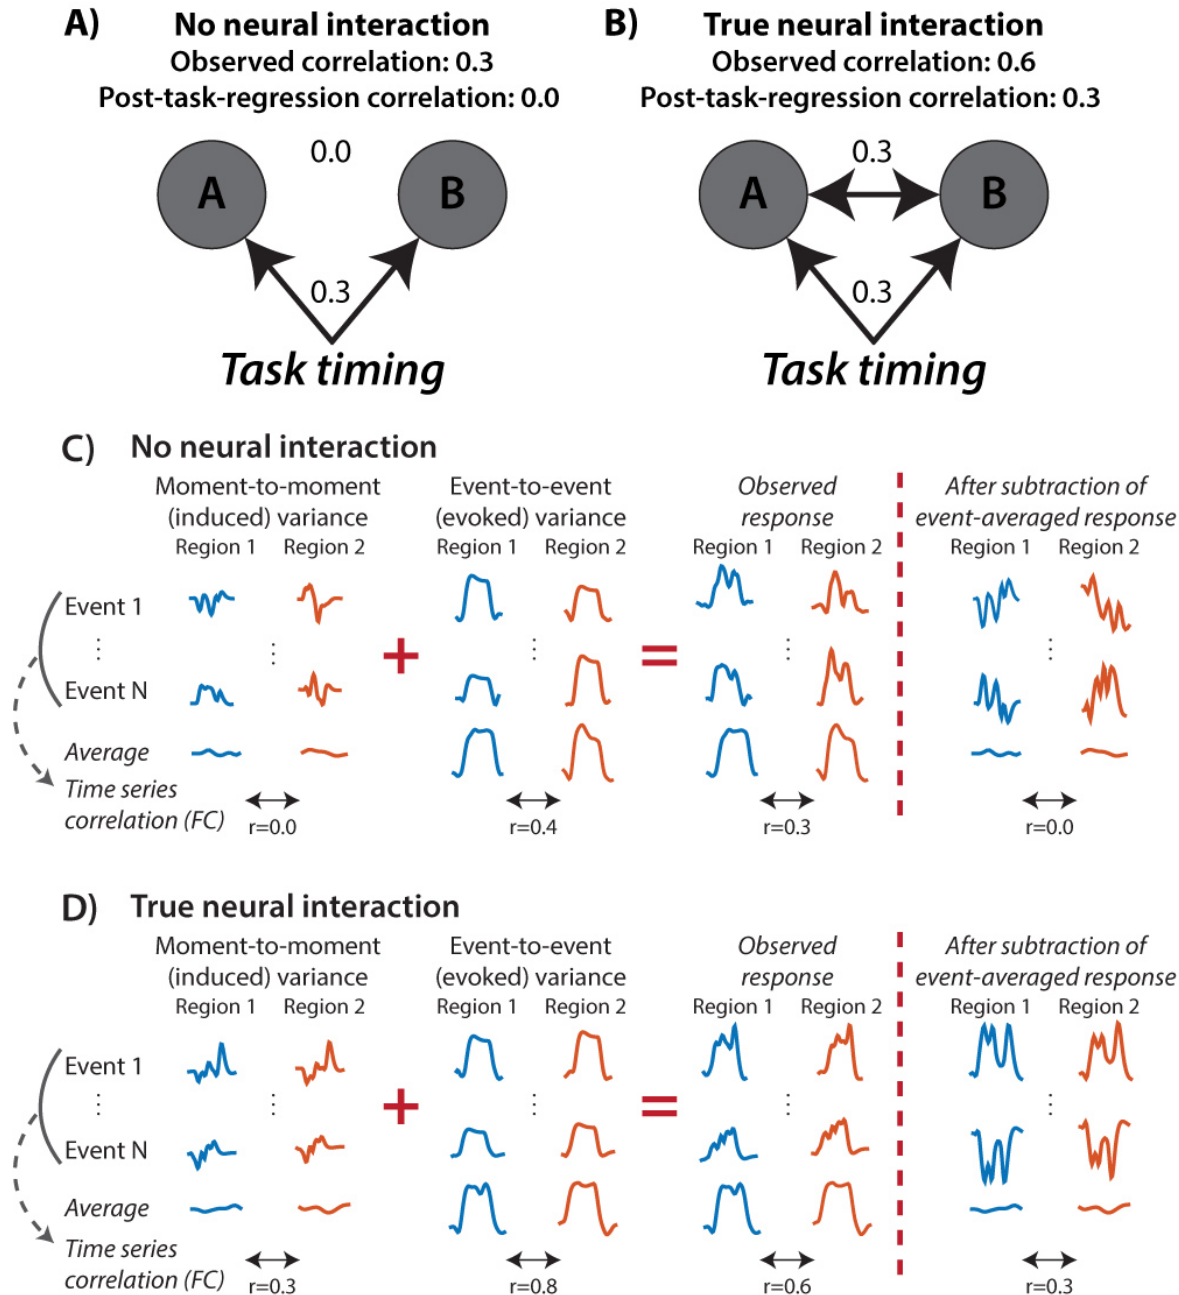 A) No neural interaction
Observed correlation: 0.3
Post-task-regression correlation: 0.0
0.0
A
B
0.3
Task timing
B) True neural interaction
Observed correlation: 0.6
Post-task-regression correlation: 0.3
0.3
A
B
0.3
Task timing
C) No neural interaction
Moment-to-moment
(induced) variance
Region 1 Region 2
Event-to-event
(evoked) variance
Region 1 Region 2
Observed
response
Region 1 Region 2
After subtraction of
event-averaged response
Region 1 Region 2
Event 1
⋮ ⋮ ⋮ ⋮ ⋮
+ =
Event N
Average
Time series
correlation (FC)
r=0.0 r=0.4 r=0.3 r=0.0
D) True neural interaction
Moment-to-moment
(induced) variance
Region 1 Region 2
Event-to-event
(evoked) variance
Region 1 Region 2
Observed
response
Region 1 Region 2
After subtraction of
event-averaged response
Region 1 Region 2
Event 1
⋮ ⋮ ⋮ ⋮ ⋮
+ =
Event N
Average
Time series
correlation (FC)
r=0.3 r=0.8 r=0.6 r=0.3